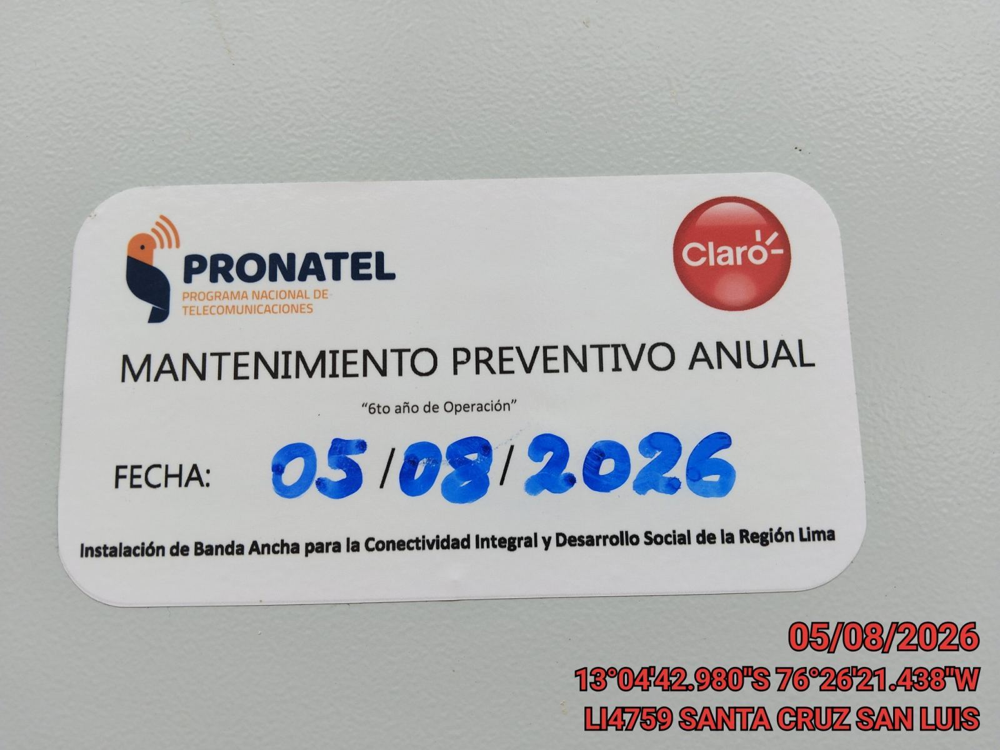 PRONATEL
PROGRAMA NACIONAL DE
TELECOMUNICACIONES
Claro
MANTENIMIENTO PREVENTIVO ANUAL
“6to año de Operación”
FECHA: 05/08/2026
Instalación de Banda Ancha para la Conectividad Integral y Desarrollo Social de la Región Lima
05/08/2026
13°04'42.980"S 76°26'21.438"W
LI4759 SANTA CRUZ SAN LUIS